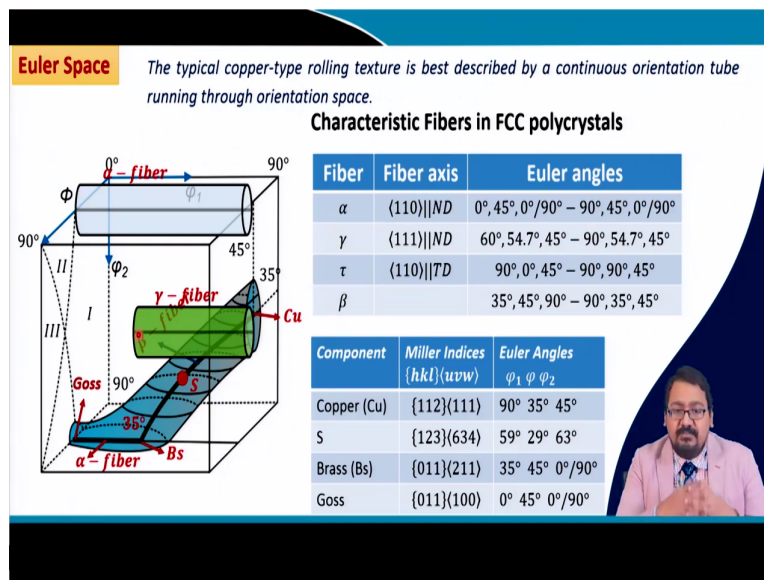 Euler Space
The typical copper-type rolling texture is best described by a continuous orientation tube
running through orientation space.
Characteristic Fibers in FCC polycrystals
0°
α−fiber
90°
Φ
φ1
90°
45°
II
φ2
35°
γ−fiber
I
β−fiber
Cu
III
S
Goss
90°
35°
Bs
α−fiber
Fiber Fiber axis Euler angles
α ⟨110⟩||ND 0°, 45°, 0°/90° − 90°, 45°, 0°/90°
γ ⟨111⟩||ND 60°, 54.7°, 45° − 90°, 54.7°, 45°
τ ⟨110⟩||TD 90°, 0°, 45° − 90°, 90°, 45°
β 35°, 45°, 90° − 90°, 35°, 45°
Component Miller Indices Euler Angles
{hkl}⟨uvw⟩ φ1 φ φ2
Copper (Cu) {112}⟨111⟩ 90° 35° 45°
S {123}⟨634⟩ 59° 29° 63°
Brass (Bs) {011}⟨211⟩ 35° 45° 0°/90°
Goss {011}⟨100⟩ 0° 45° 0°/90°